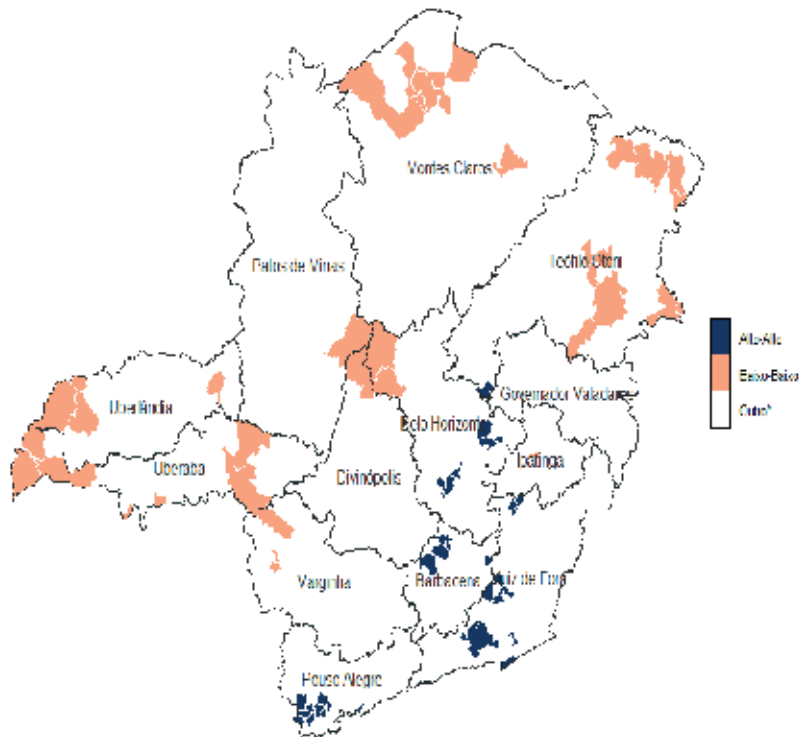 Montes Claros
Patos de Minas
Teófilo Otoni
Alto-Alto
Baixo-Baixo
Outro*
Uberlândia
Governador Valadares
Belo Horizonte
Uberaba
Divinópolis
Ipatinga
Varginha
Barbacena
Juiz de Fora
Pouso Alegre